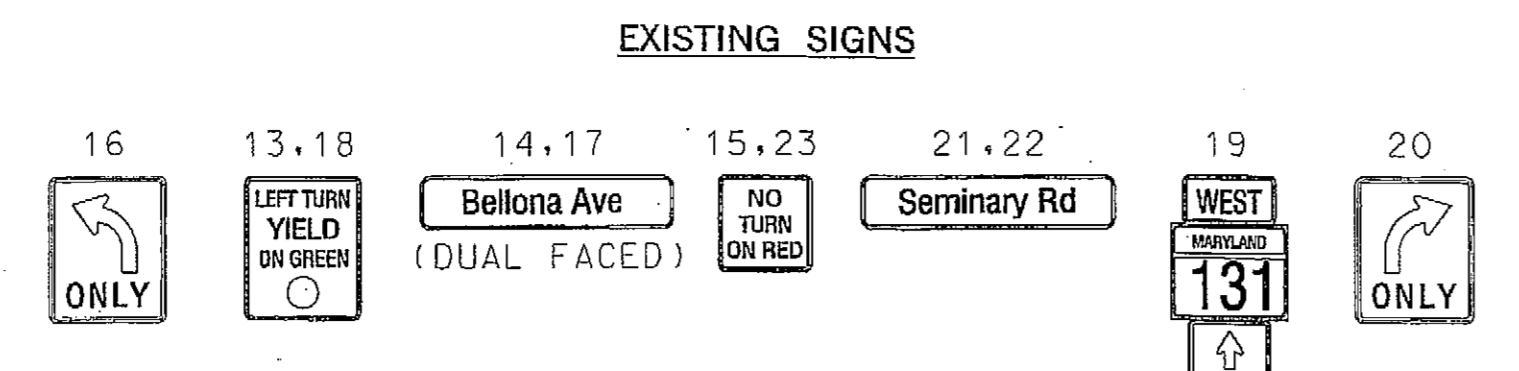 EXISTING SIGNS
16
13,18
14,17
15,23
21,22
19
20
ONLY
LEFT TURN
YIELD
ON GREEN
Bellona Ave
(DUAL FACED)
NO
TURN
ON RED
Seminary Rd
WEST
MARYLAND
131
ONLY